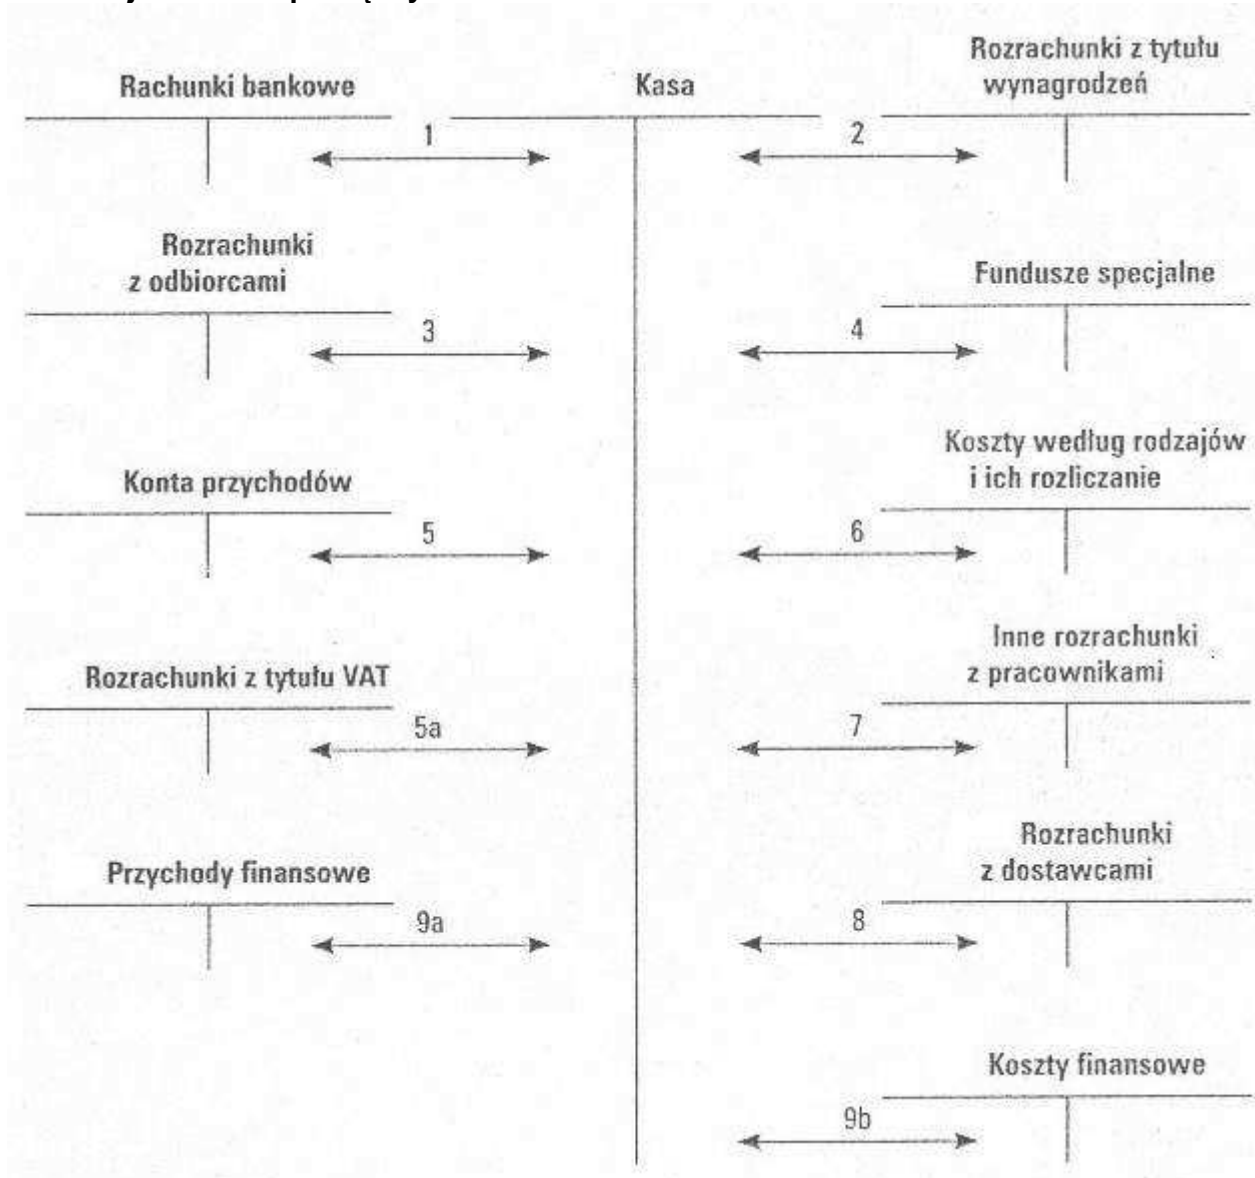 Rachunki bankowe
Kasa
Rozrachunki z tytułu
wynagrodzeń
1
2
Rozrachunki
z odbiorcami
Fundusze specjalne
3
4
Konta przychodów
Koszty według rodzajów
i ich rozliczanie
5
6
Rozrachunki z tytułu VAT
Inne rozrachunki
z pracownikami
5a
7
Przychody finansowe
Rozrachunki
z dostawcami
9a
8
Koszty finansowe
9b